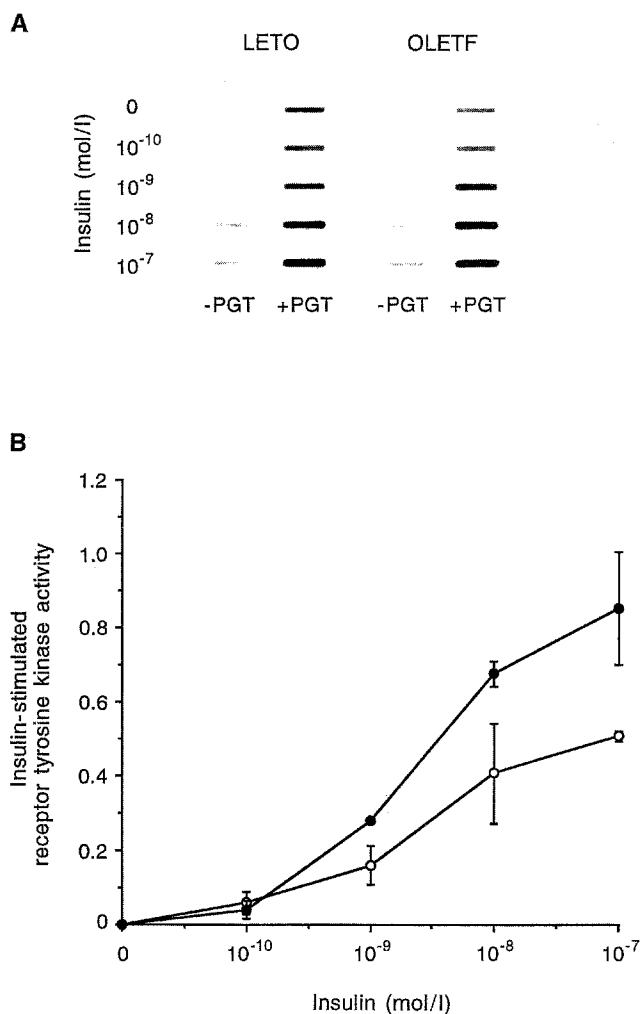 A
LETO OLETF
Insulin (mol/l)
0
10⁻¹⁰
10⁻⁹
10⁻⁸
10⁻⁷
-PGT +PGT -PGT +PGT
B
Insulin-stimulated
receptor tyrosine kinase activity
1.2
1.0
0.8
0.6
0.4
0.2
0
0 10⁻¹⁰ 10⁻⁹ 10⁻⁸ 10⁻⁷
Insulin (mol/l)